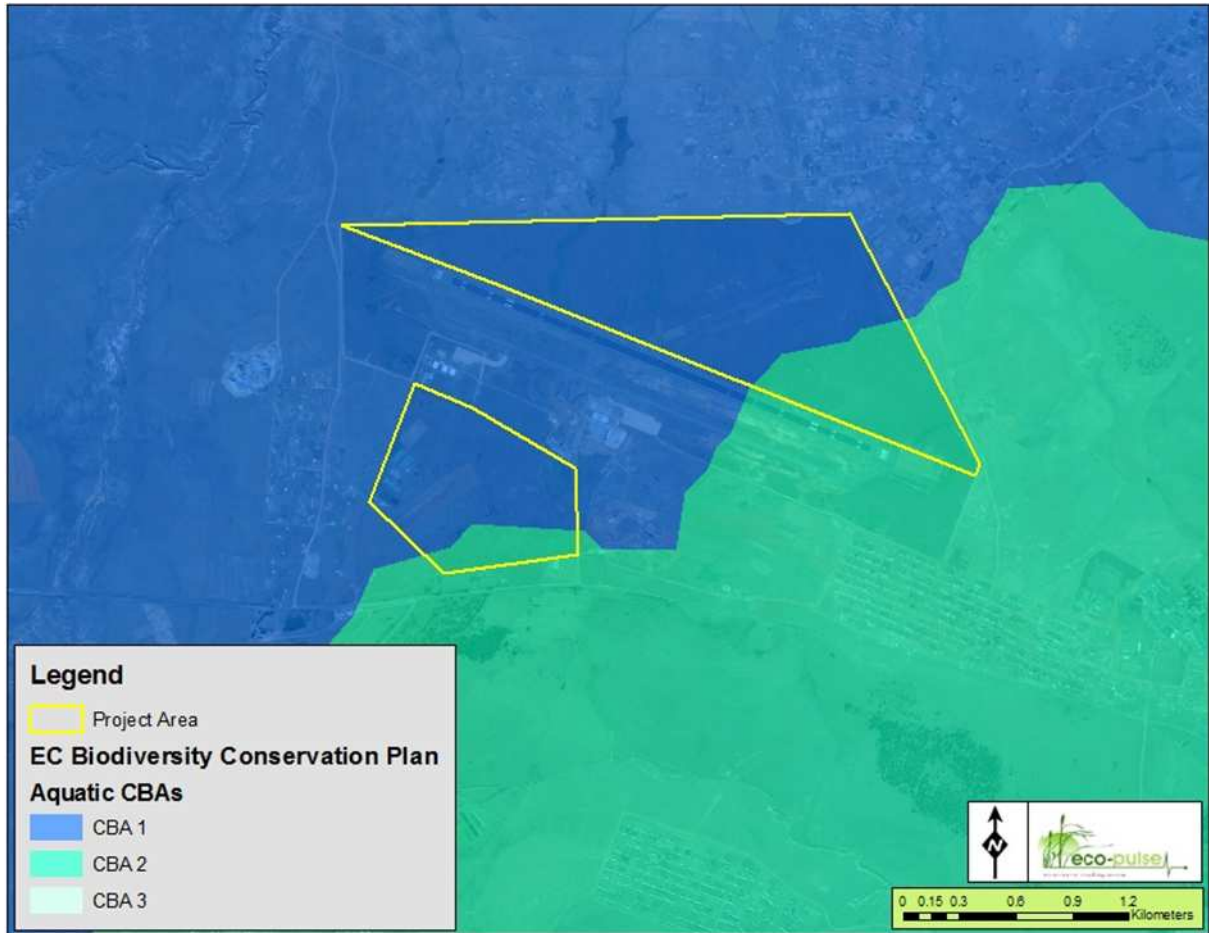 Legend
Project Area
EC Biodiversity Conservation Plan
Aquatic CBAs
CBA 1
CBA 2
CBA 3
N
eco-pulse
0 0.15 0.3 0.6 0.9 1.2
Kilometers